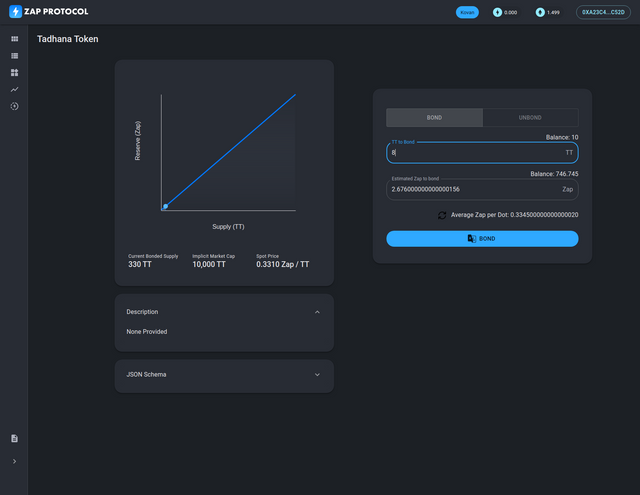 ZAP PROTOCOL
Kovan
0.000
1.499
0XA23C4...C52D
Tadhana Token
Reserve (Zap)
Supply (TT)
Current Bonded Supply
330 TT
Implicit Market Cap
10,000 TT
Spot Price
0.3310 Zap / TT
Description
None Provided
JSON Schema
BOND
UNBOND
Balance: 10
TT to Bond
8
TT
Balance: 746.745
Estimated Zap to bond
2.676000000000000156
Zap
Average Zap per Dot: 0.334500000000000020
BOND